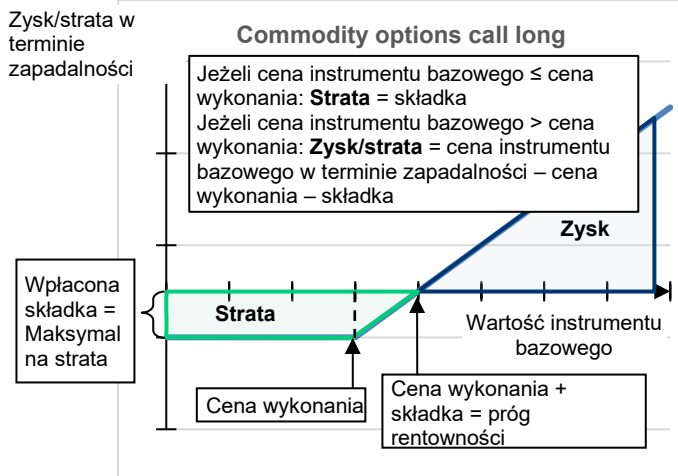 Zysk/strata w
terminie
zapadalności
Commodity options call long
Jeżeli cena instrumentu bazowego ≤ cena
wykonania: Strata = składka
Jeżeli cena instrumentu bazowego > cena
wykonania: Zysk/strata = cena instrumentu
bazowego w terminie zapadalności – cena
wykonania – składka
Zysk
Wpłacona
składka =
Maksymal
na strata
Strata
Wartość instrumentu
bazowego
Cena wykonania
Cena wykonania +
składka = próg
rentowności